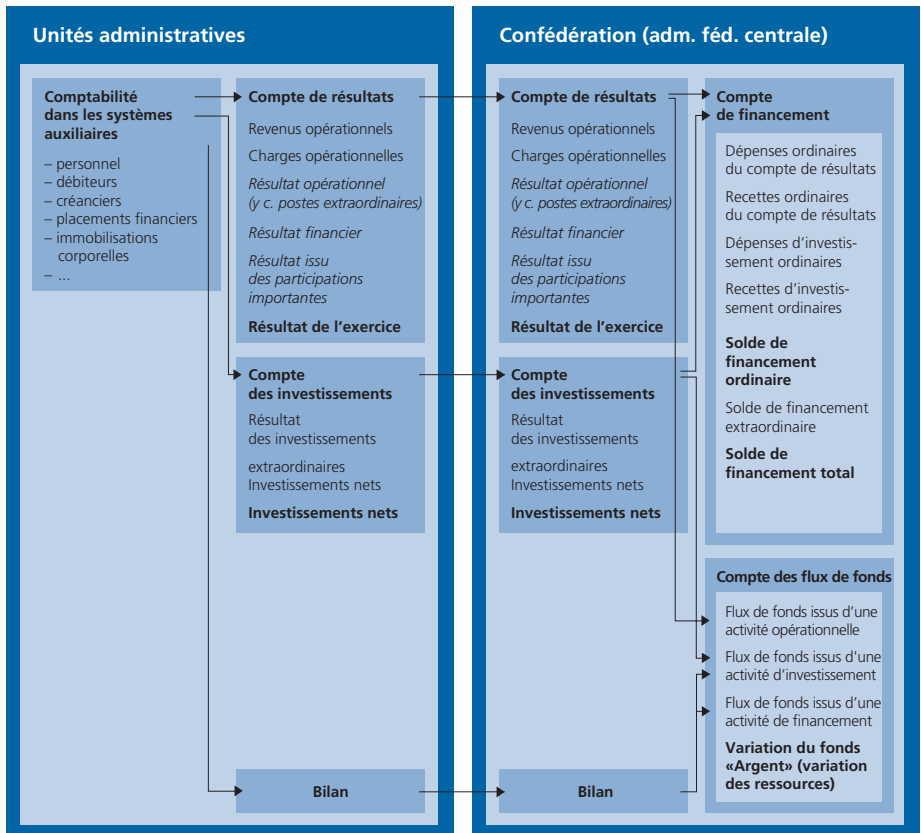 Unités administratives
Comptabilité
dans les systèmes
auxiliaires
– personnel
– débiteurs
– créanciers
– placements financiers
– immobilisations
corporelles
– ...
Compte de résultats
Revenus opérationnels
Charges opérationnelles
Résultat opérationnel
(y c. postes extraordinaires)
Résultat financier
Résultat issu
des participations
importantes
Résultat de l’exercice
Compte
des investissements
Résultat
des investissements
extraordinaires
Investissements nets
Investissements nets
Bilan
Confédération (adm. féd. centrale)
Compte de résultats
Revenus opérationnels
Charges opérationnelles
Résultat opérationnel
(y c. postes extraordinaires)
Résultat financier
Résultat issu
des participations
importantes
Résultat de l’exercice
Compte
des investissements
Résultat
des investissements
extraordinaires
Investissements nets
Investissements nets
Bilan
Compte
de financement
Dépenses ordinaires
du compte de résultats
Recettes ordinaires
du compte de résultats
Dépenses d’investis-
sement ordinaires
Recettes d’investis-
sement ordinaires
Solde de
financement
ordinaire
Solde de financement
extraordinaire
Solde de
financement total
Compte des flux de fonds
Flux de fonds issus d’une
activité opérationnelle
Flux de fonds issus d'une
activité d’investissement
Flux de fonds issus d’une
activité de financement
Variation du fonds
«Argent» (variation
des ressources)